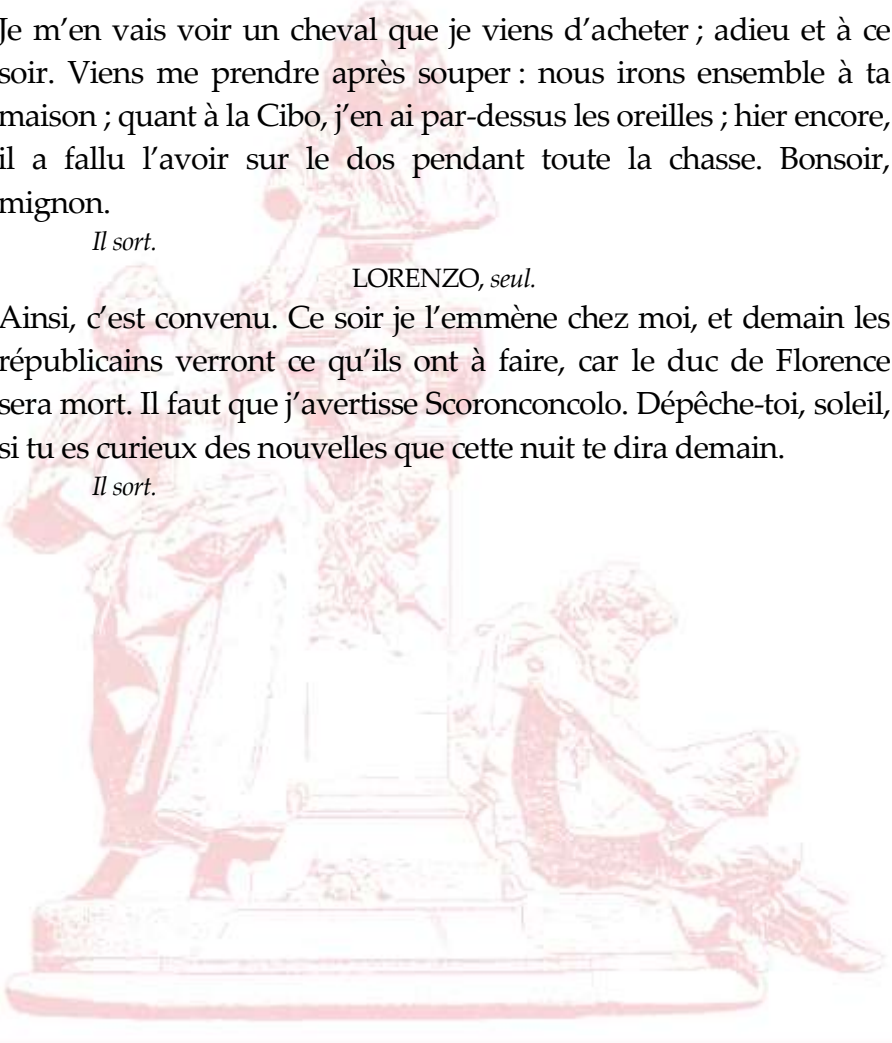 Je m’en vais voir un cheval que je viens d’acheter ; adieu et à ce
soir. Viens me prendre après souper : nous irons ensemble à ta
maison ; quant à la Cibo, j’en ai par-dessus les oreilles ; hier encore,
il a fallu l’avoir sur le dos pendant toute la chasse. Bonsoir,
mignon.
Il sort.
LORENZO, seul.
Ainsi, c’est convenu. Ce soir je l’emmène chez moi, et demain les
républicains verront ce qu’ils ont à faire, car le duc de Florence
sera mort. Il faut que j’avertisse Scoronconcolo. Dépêche-toi, soleil,
si tu es curieux des nouvelles que cette nuit te dira demain.
Il sort.